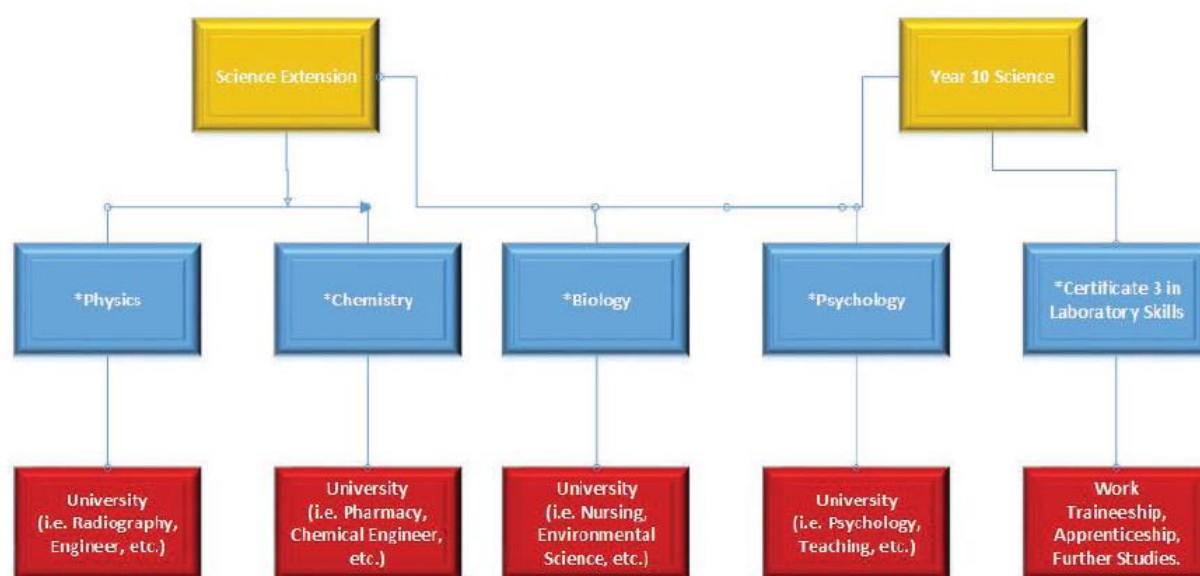 Science Extension
Year 10 Science
*Physics
*Chemistry
*Biology
*Psychology
*Certificate 3 in
Laboratory Skills
University
(i.e. Radiography,
Engineer, etc.)
University
(i.e. Pharmacy,
Chemical Engineer,
etc.)
University
(i.e. Nursing,
Environmental
Science, etc.)
University
(i.e. Psychology,
Teaching, etc.)
Work
Traineeship,
Apprenticeship,
Further Studies.